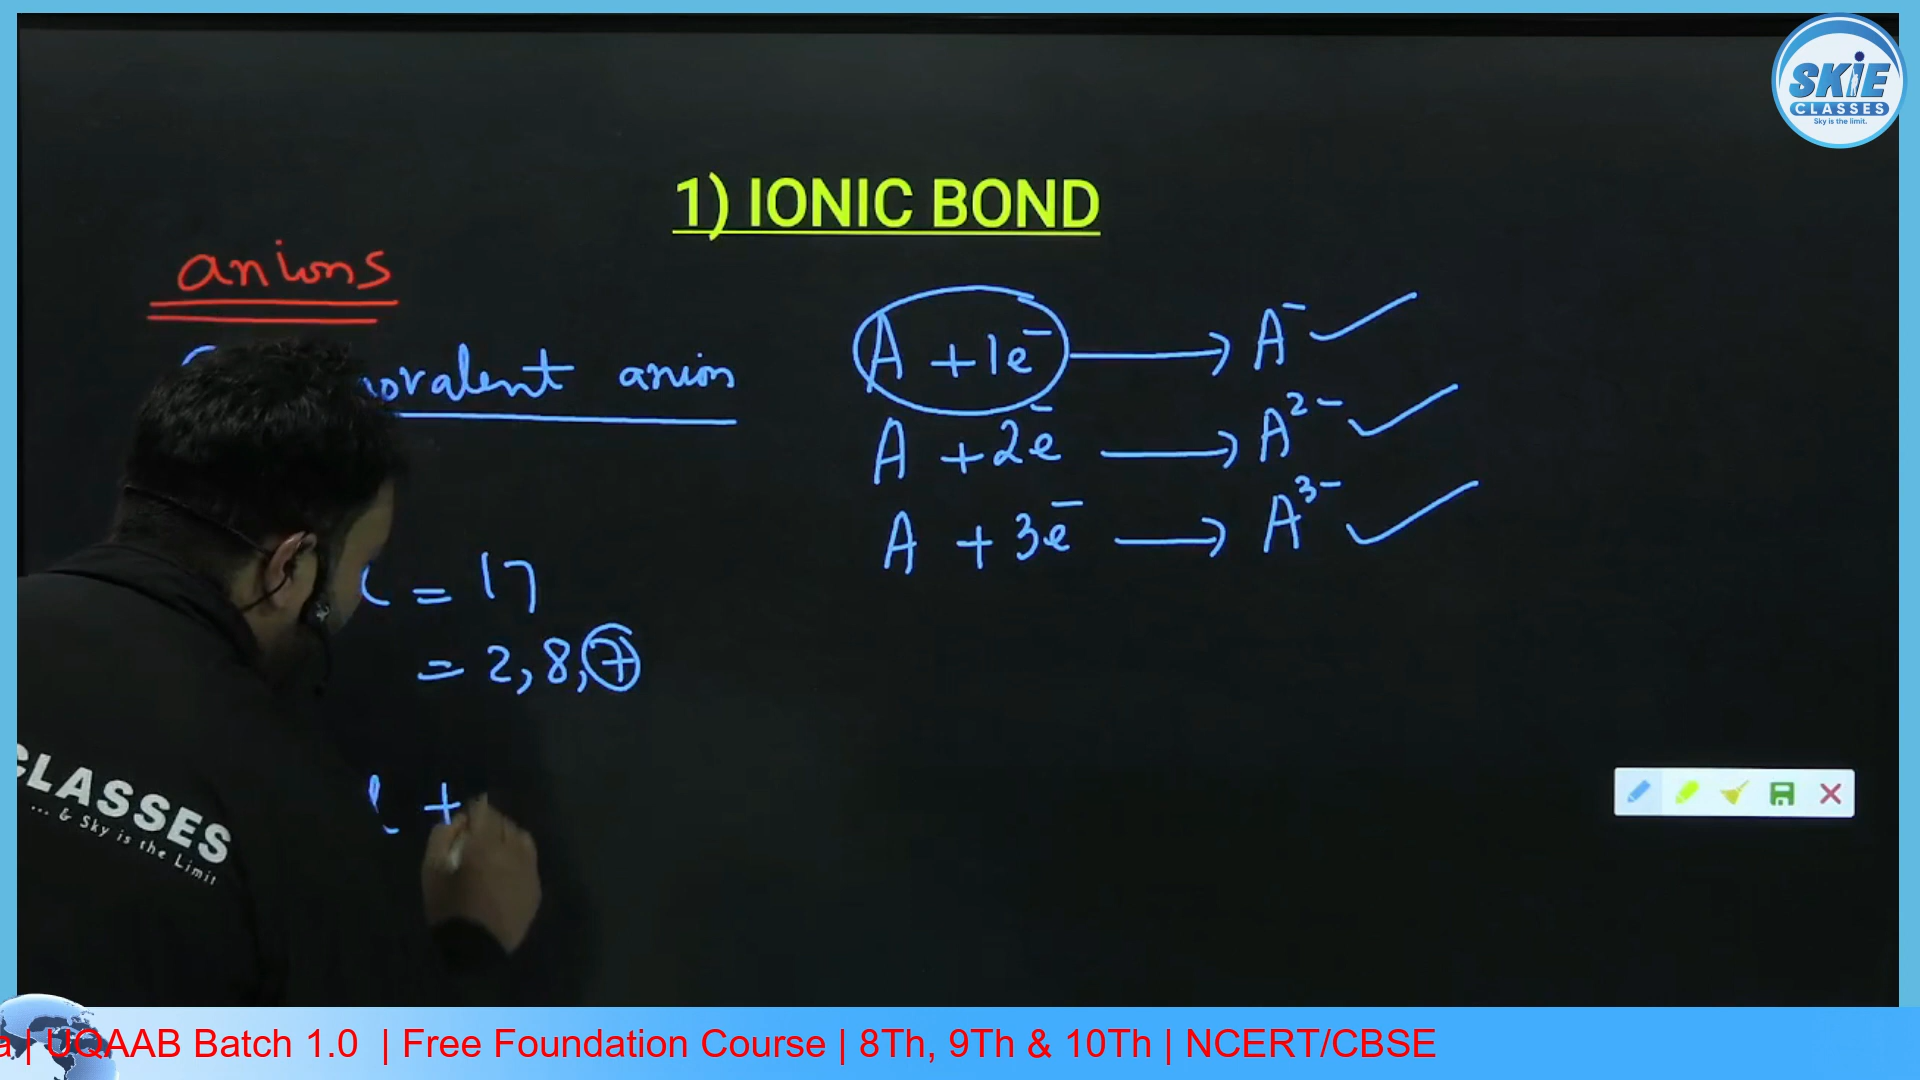 SKiE
CLASSES
Sky is the limit.
1) IONIC BOND
anions
anion
A + 1e⁻ → A⁻ ✓
A + 2e⁻ → A²⁻ ✓
A + 3e⁻ → A³⁻ ✓
l = 17
= 2, 8, 7
l +
CLASSES
... & Sky is the Limit
a | UQAAB Batch 1.0 | Free Foundation Course | 8Th, 9Th & 10Th | NCERT/CBSE